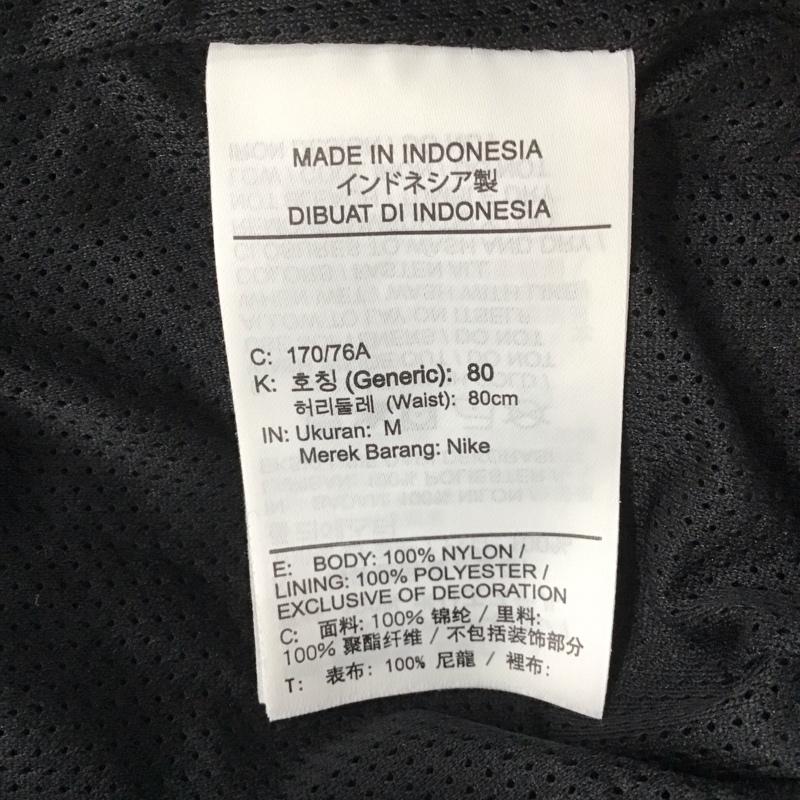 MADE IN INDONESIA
インドネシア製
DIBUAT DI INDONESIA
C: 170/76A
K: 호칭 (Generic): 80
허리둘레 (Waist): 80cm
IN: Ukuran: M
Merek Barang: Nike
E: BODY: 100% NYLON /
LINING: 100% POLYESTER /
EXCLUSIVE OF DECORATION
C: 面料: 100% 锦纶 / 里料:
100% 聚酯纤维 / 不包括装饰部分
T: 表布: 100% 尼龍 / 裡布: